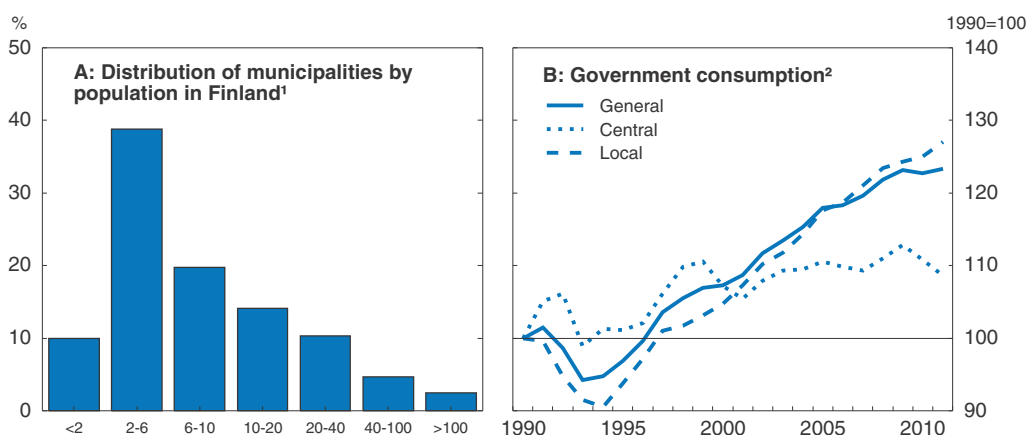 %
50
40
30
20
10
0
A: Distribution of municipalities by
population in Finland¹
<2 2-6 6-10 10-20 20-40 40-100 >100
1990=100
B: Government consumption²
General
Central
Local
140
130
120
110
100
90
1990 1995 2000 2005 2010